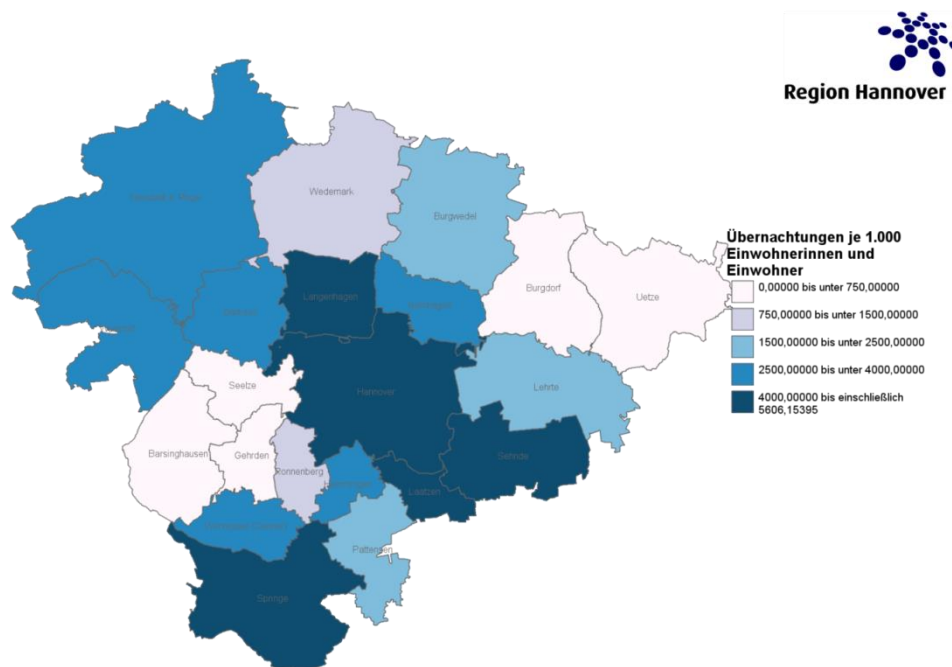 Region Hannover
Wedemark
Burgwedel
Übernachtungen je 1.000
Einwohnerinnen und
Einwohner
0,00000 bis unter 750,00000
750,00000 bis unter 1500,00000
1500,00000 bis unter 2500,00000
2500,00000 bis unter 4000,00000
4000,00000 bis einschließlich
5606,15395
Burgdorf
Uetze
Langenhagen
Seelze
Hannover
Lehrte
Barsinghausen
Gehrden
Ronnenberg
Sehnde
Laatzen
Pattensen
Springe